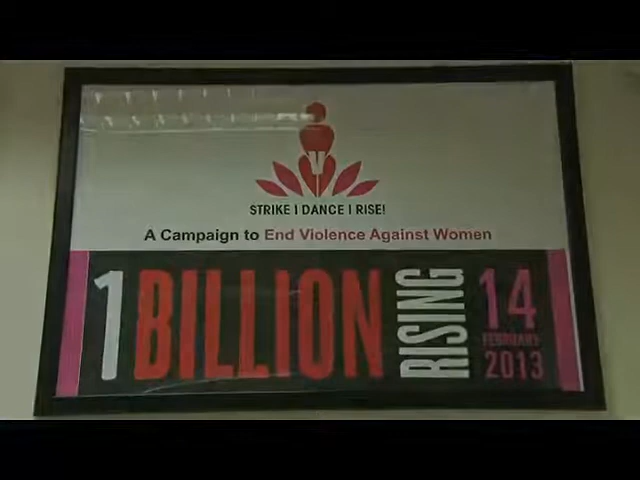 V
STRIKE | DANCE | RISE!
A Campaign to End Violence Against Women
1 BILLION RISING
14
FEBRUARY
2013